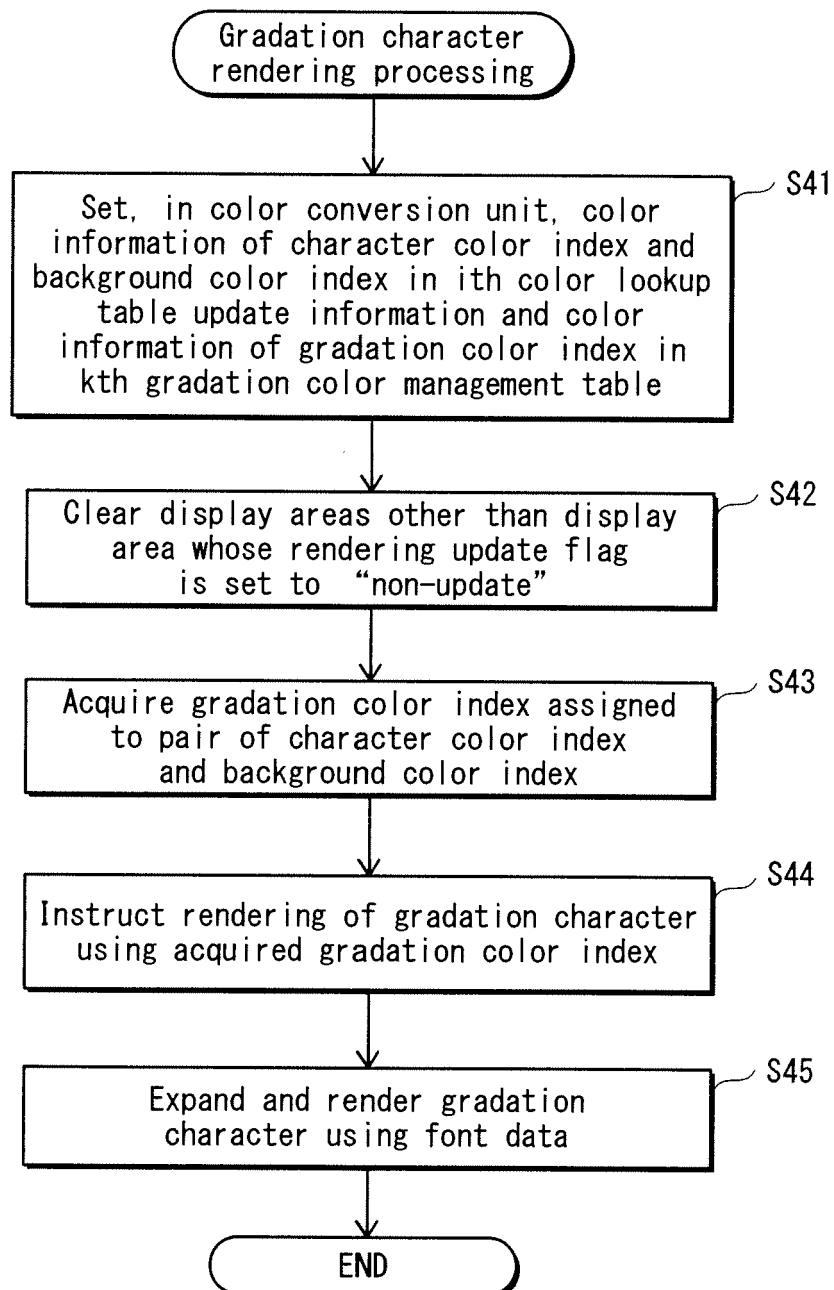 Gradation character
rendering processing
S41
Set, in color conversion unit, color
information of character color index and
background color index in ith color lookup
table update information and color
information of gradation color index in
kth gradation color management table
S42
Clear display areas other than display
area whose rendering update flag
is set to “non-update”
S43
Acquire gradation color index assigned
to pair of character color index
and background color index
S44
Instruct rendering of gradation character
using acquired gradation color index
S45
Expand and render gradation
character using font data
END